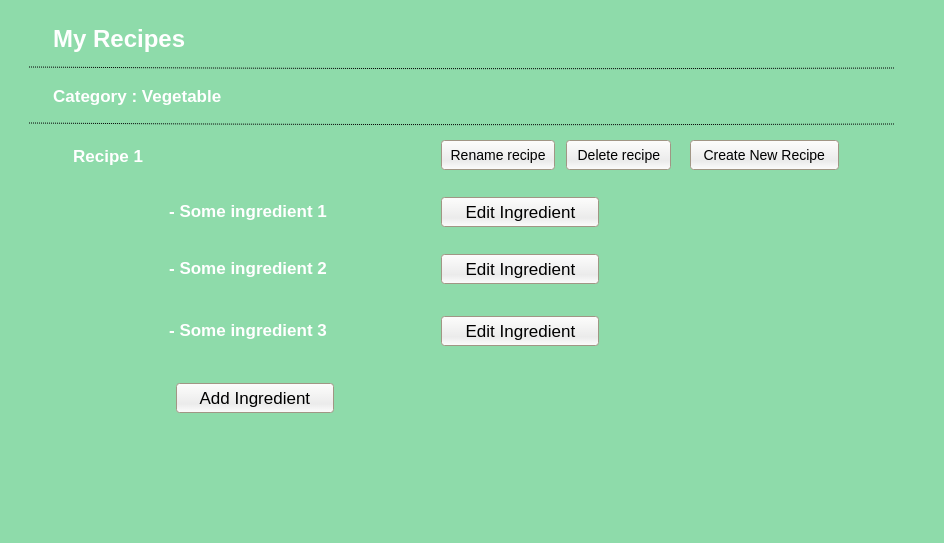 My Recipes
Category : Vegetable
Recipe 1 Rename recipe Delete recipe Create New Recipe
- Some ingredient 1 Edit Ingredient
- Some ingredient 2 Edit Ingredient
- Some ingredient 3 Edit Ingredient
Add Ingredient